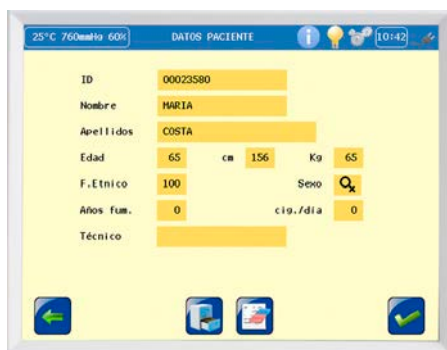 25°C 760mmHg 60% DATOS PACIENTE 10:42
ID 00023580
Nombre MARIA
Apellidos COSTA
Edad 65 cm 156 Kg 65
F.Etnico 100 Sexo
Años fum. 0 cig./dia 0
Técnico